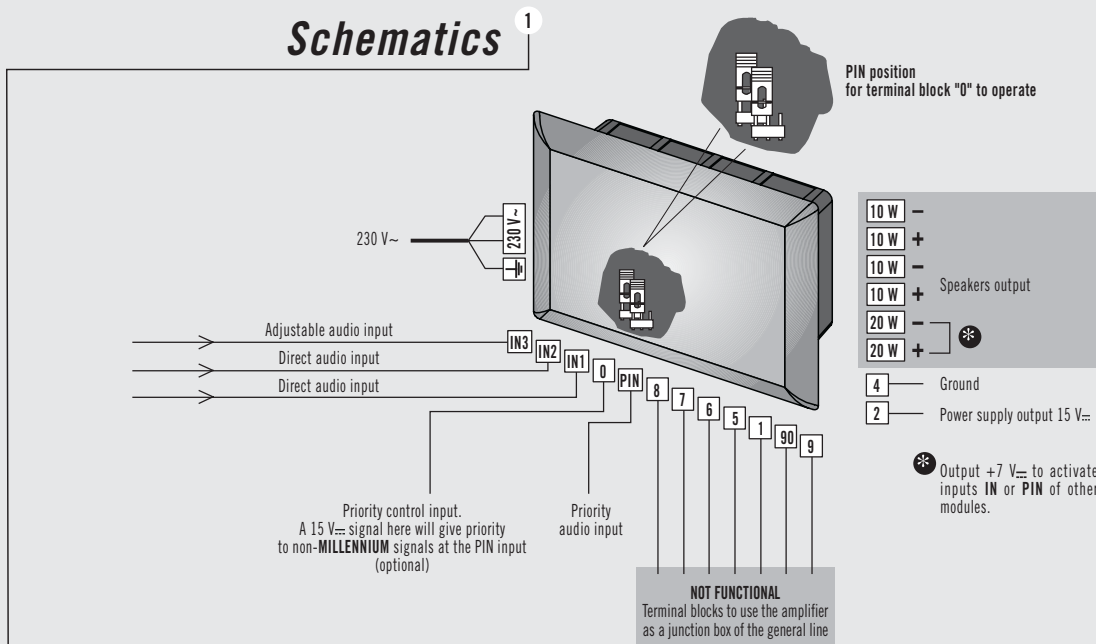 Schematics 1
PIN position
for terminal block "0" to operate
230 V~
230 V~
Adjustable audio input
Direct audio input
Direct audio input
IN3
IN2
IN1
0
PIN
8
7
6
5
1
90
9
10 W −
10 W +
10 W −
10 W +
Speakers output
20 W −
20 W +
*
4 Ground
2 Power supply output 15 V⎓
* Output +7 V⎓ to activate
inputs IN or PIN of other
modules.
Priority control input.
A 15 V⎓ signal here will give priority
to non-MILLENNIUM signals at the PIN input
(optional)
Priority
audio input
NOT FUNCTIONAL
Terminal blocks to use the amplifier
as a junction box of the general line